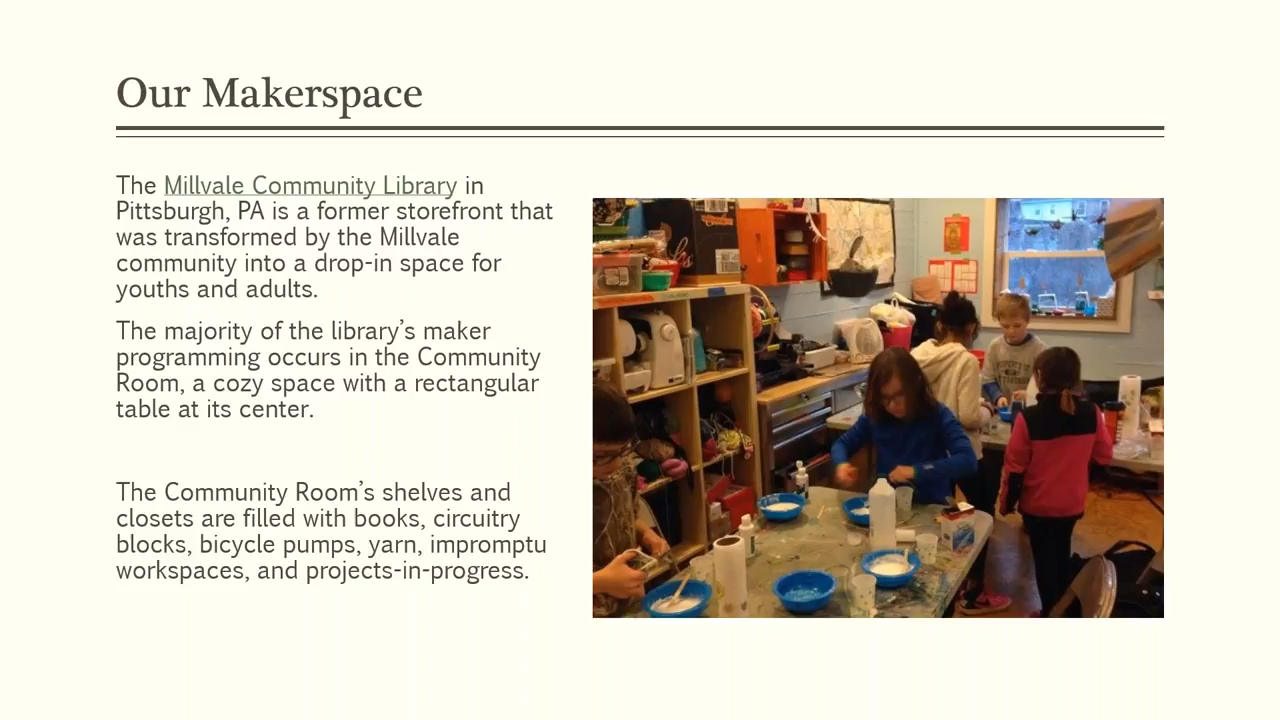 Our Makerspace
The Millvale Community Library in
Pittsburgh, PA is a former storefront that
was transformed by the Millvale
community into a drop-in space for
youths and adults.
The majority of the library’s maker
programming occurs in the Community
Room, a cozy space with a rectangular
table at its center.
The Community Room’s shelves and
closets are filled with books, circuitry
blocks, bicycle pumps, yarn, impromptu
workspaces, and projects-in-progress.